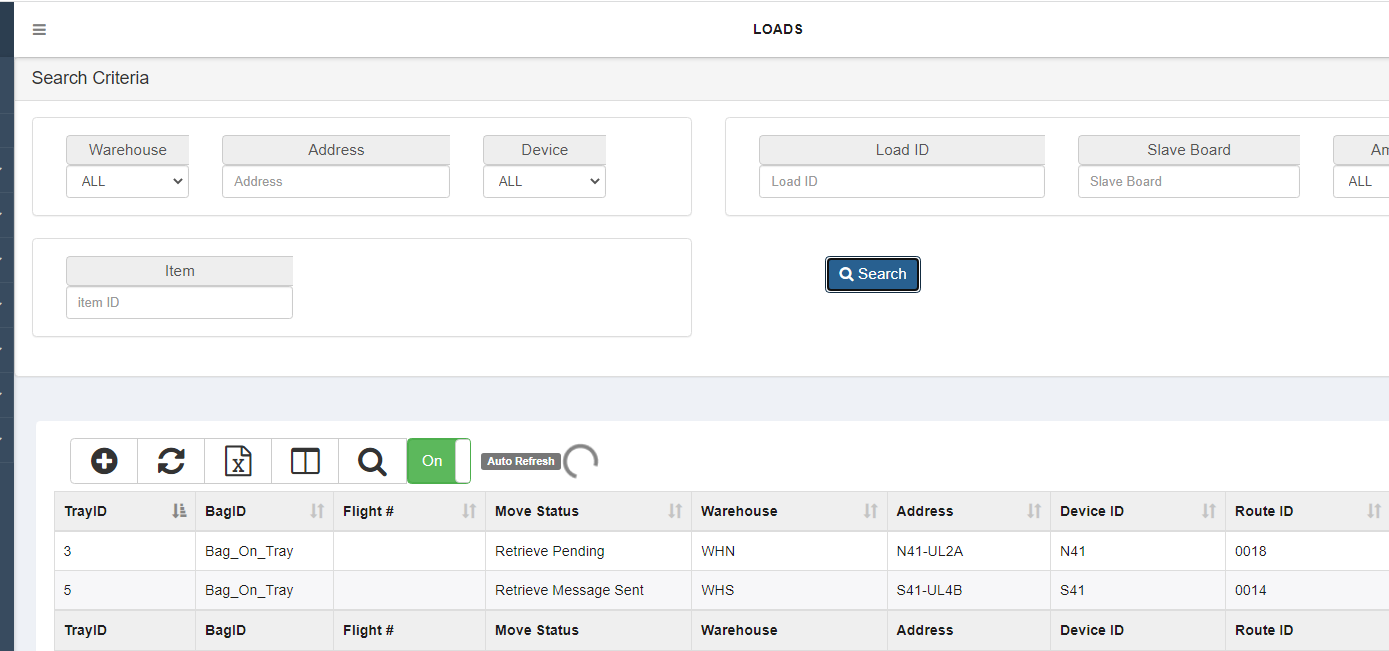 LOADS
Search Criteria
Warehouse Address Device
ALL Address ALL
Load ID Slave Board
Load ID Slave Board ALL
Item
item ID
Search
On Auto Refresh
TrayID BagID Flight # Move Status Warehouse Address Device ID Route ID
3 Bag_On_Tray Retrieve Pending WHN N41-UL2A N41 0018
5 Bag_On_Tray Retrieve Message Sent WHS S41-UL4B S41 0014
TrayID BagID Flight # Move Status Warehouse Address Device ID Route ID